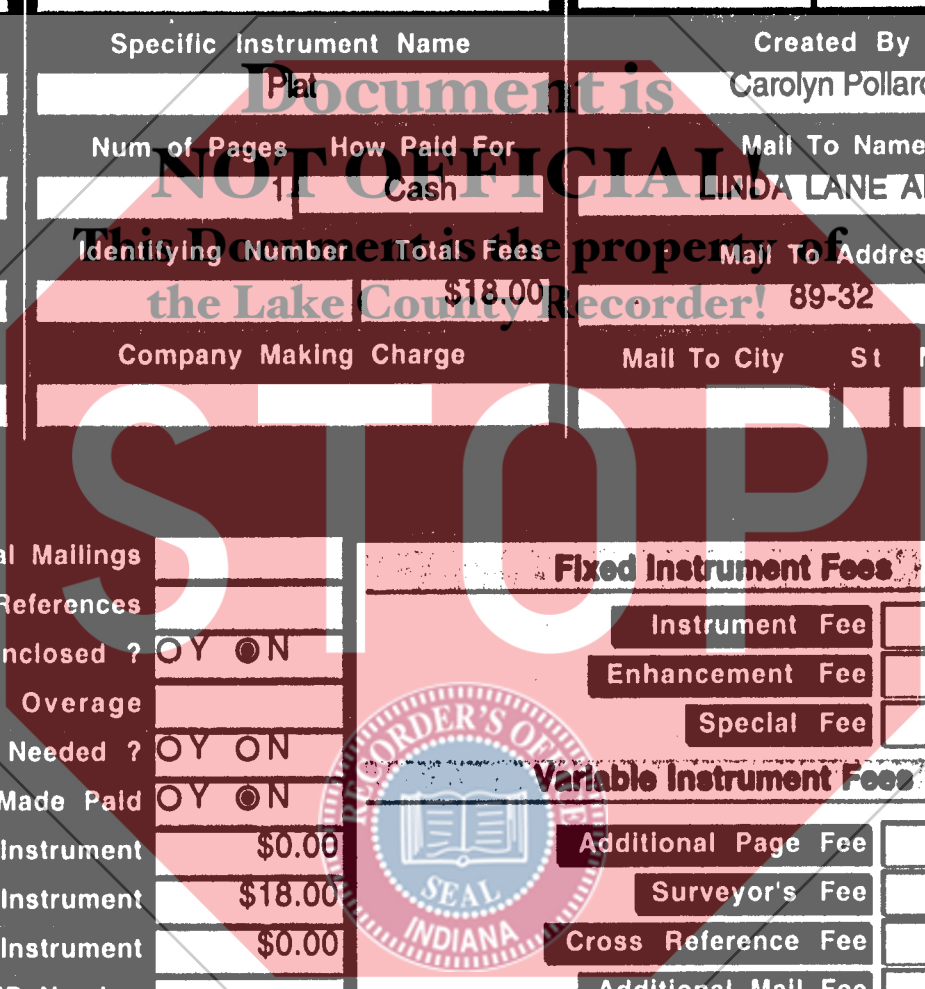 Specific Instrument Name
Created By
Plat
Carolyn Pollard
Document is
Num of Pages How Paid For
Mail To Name
NOT OFFICIAL!
1 Cash
LINDA LANE A
This Document is the property of
Identifying Number Total Fees
Mail To Addres
the Lake County Recorder!
$18.00
89-32
Company Making Charge
Mail To City St
STOP
al Mailings
References
Fixed Instrument Fees
Instrument Fee
nclosed ? Y N
Enhancement Fee
Overage
Special Fee
Needed ? Y N
Variable Instrument Fees
Made Paid Y N
Instrument $0.00
Additional Page Fee
Instrument $18.00
Surveyor's Fee
Instrument $0.00
Cross Reference Fee
Additional Mail Fee
RECORDER'S OFFICE
SEAL
INDIANA